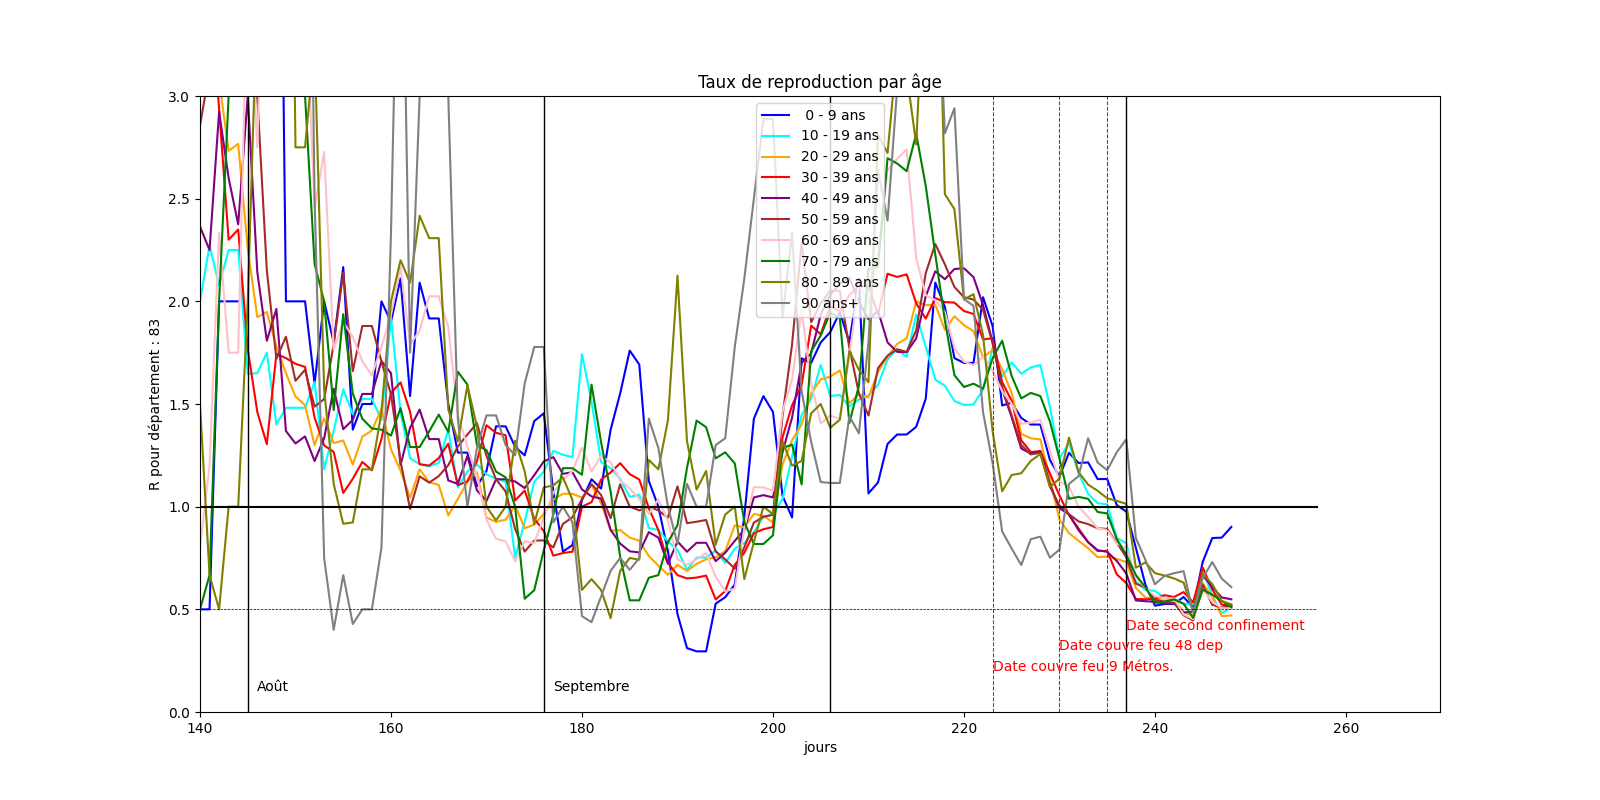 Taux de reproduction par âge
R pour département : 83
3.0
2.5
2.0
1.5
1.0
0.5
0.0
0 - 9 ans
10 - 19 ans
20 - 29 ans
30 - 39 ans
40 - 49 ans
50 - 59 ans
60 - 69 ans
70 - 79 ans
80 - 89 ans
90 ans+
Date second confinement
Date couvre feu 48 dep
Date couvre feu 9 Métros.
Août
Septembre
140 160 180 200 220 240 260
jours